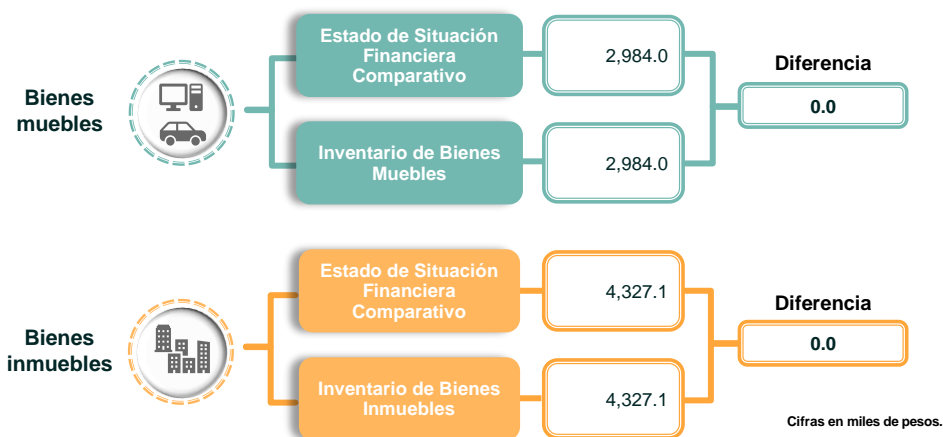 Bienes
muebles
Estado de Situación
Financiera
Comparativo
2,984.0
Inventario de Bienes
Muebles
2,984.0
Diferencia
0.0
Bienes
inmuebles
Estado de Situación
Financiera
Comparativo
4,327.1
Inventario de Bienes
Inmuebles
4,327.1
Diferencia
0.0
Cifras en miles de pesos.